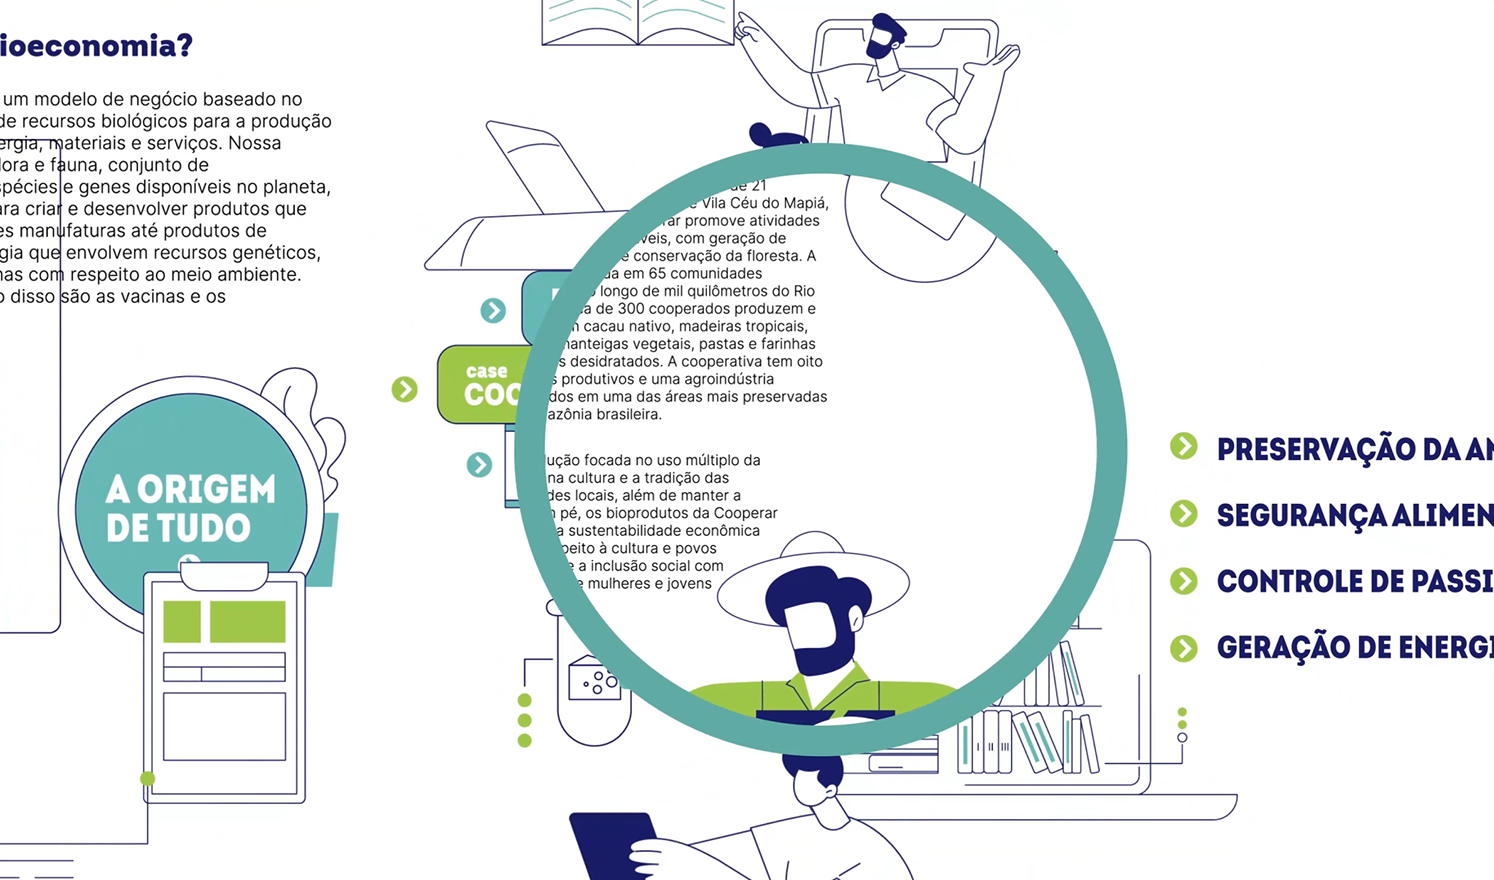 ioeconomia?
um modelo de negócio baseado no
de recursos biológicos para a produção
ergia, materiais e serviços. Nossa
lora e fauna, conjunto de
spécies e genes disponíveis no planeta,
ara criar e desenvolver produtos que
es manufaturas até produtos de
gia que envolvem recursos genéticos,
nas com respeito ao meio ambiente.
o disso são as vacinas e os
A ORIGEM
DE TUDO
case
COO
de 21
e Vila Céu do Mapiá,
rar promove atividades
veis, com geração de
e conservação da floresta. A
da em 65 comunidades
longo de mil quilômetros do Rio
a de 300 cooperados produzem e
m cacau nativo, madeiras tropicais,
manteigas vegetais, pastas e farinhas
s desidratados. A cooperativa tem oito
s produtivos e uma agroindústria
dos em uma das áreas mais preservadas
azônia brasileira.
lução focada no uso múltiplo da
na cultura e a tradição das
des locais, além de manter a
m pé, os bioprodutos da Cooperar
a sustentabilidade econômica
peito à cultura e povos
e a inclusão social com
e mulheres e jovens
PRESERVAÇÃO DA AM
SEGURANÇA ALIMEN
CONTROLE DE PASSI
GERAÇÃO DE ENERGI